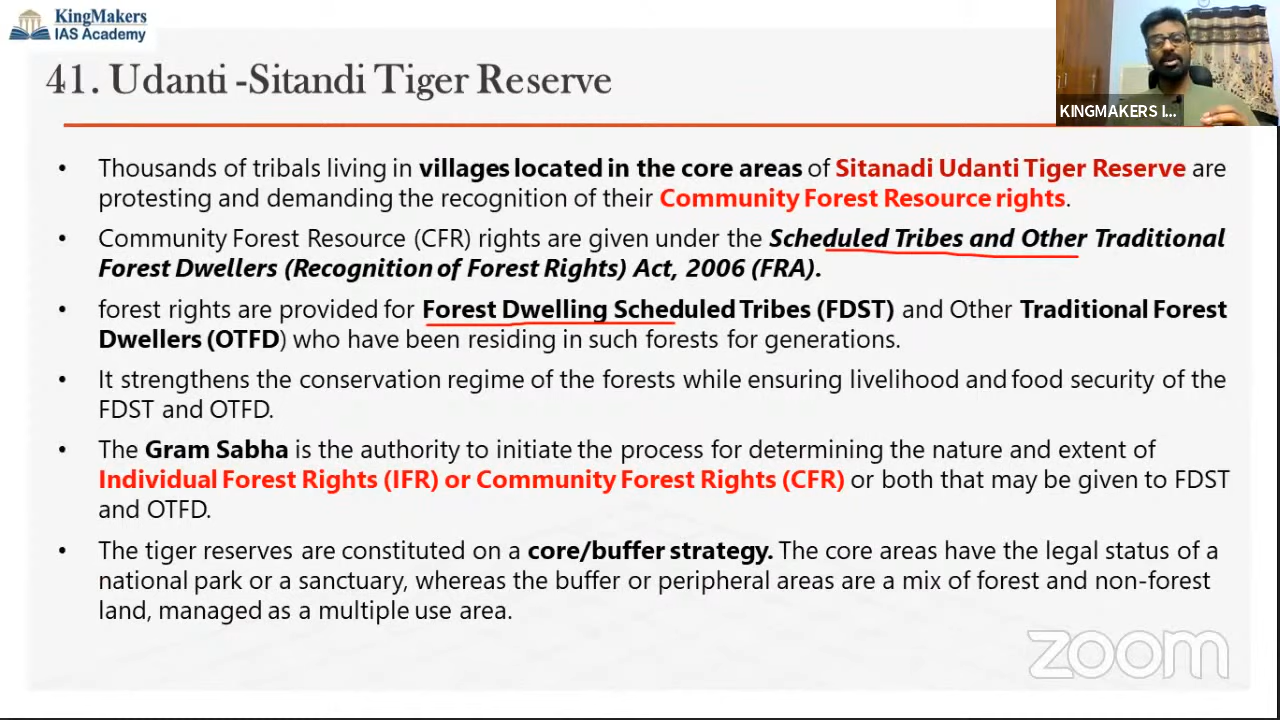 KingMakers
IAS Academy
41. Udanti -Sitandi Tiger Reserve
KINGMAKERS I...
• Thousands of tribals living in villages located in the core areas of Sitanadi Udanti Tiger Reserve are
protesting and demanding the recognition of their Community Forest Resource rights.
• Community Forest Resource (CFR) rights are given under the Scheduled Tribes and Other Traditional
Forest Dwellers (Recognition of Forest Rights) Act, 2006 (FRA).
• forest rights are provided for Forest Dwelling Scheduled Tribes (FDST) and Other Traditional Forest
Dwellers (OTFD) who have been residing in such forests for generations.
• It strengthens the conservation regime of the forests while ensuring livelihood and food security of the
FDST and OTFD.
• The Gram Sabha is the authority to initiate the process for determining the nature and extent of
Individual Forest Rights (IFR) or Community Forest Rights (CFR) or both that may be given to FDST
and OTFD.
• The tiger reserves are constituted on a core/buffer strategy. The core areas have the legal status of a
national park or a sanctuary, whereas the buffer or peripheral areas are a mix of forest and non-forest
land, managed as a multiple use area.
zoom